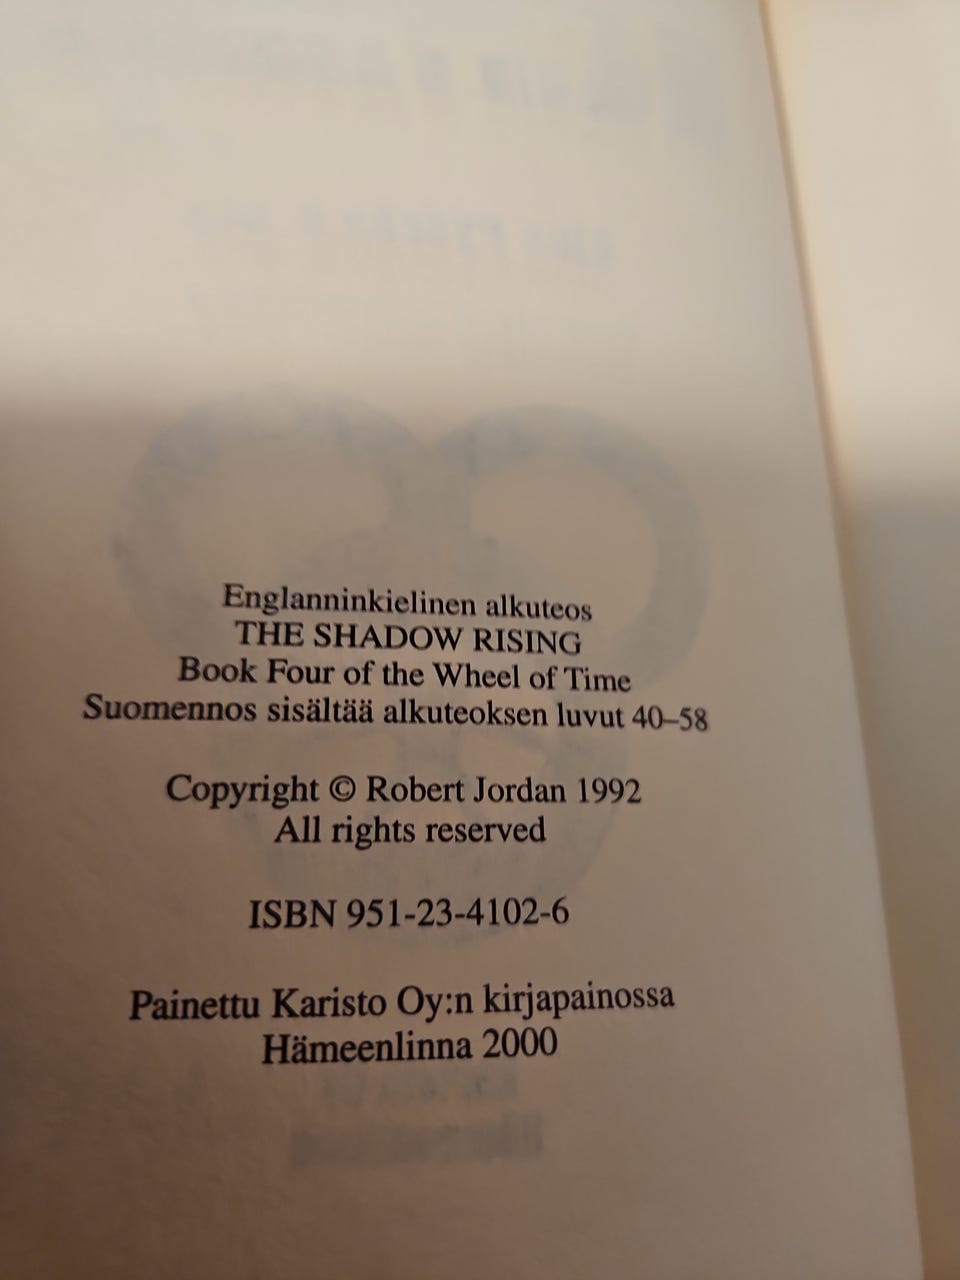 Englanninkielinen alkuteos
THE SHADOW RISING
Book Four of the Wheel of Time
Suomennos sisältää alkuteoksen luvut 40–58
Copyright © Robert Jordan 1992
All rights reserved
ISBN 951-23-4102-6
Painettu Karisto Oy:n kirjapainossa
Hämeenlinna 2000